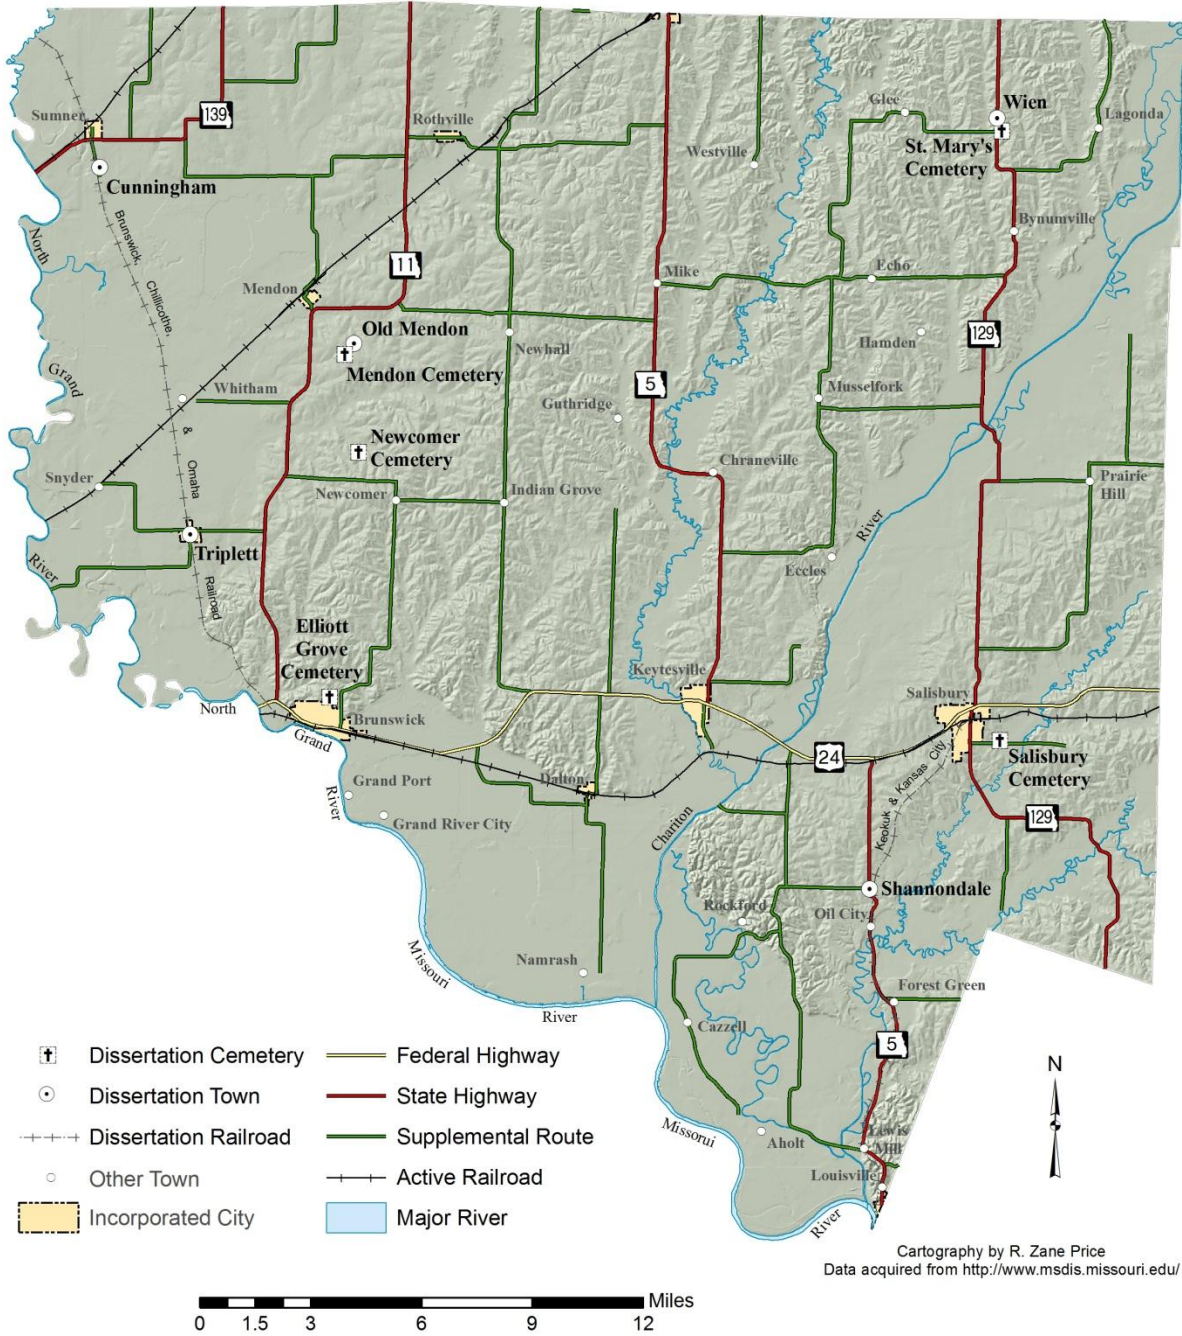 Sumner
139
Rothville
Glee
Wien
Lagonda
St. Mary's
Cemetery
Westville
Cunningham
Brunswick,
Chillicothe,
&
Omaha
Railroad
North
Grand
River
Bynumville
11
Mendon
Mike
Echo
Old Mendon
Mendon Cemetery
Newhall
Hamden
129
5
Whitham
Guthridge
Musselfork
Newcomer
Cemetery
Chraneville
Snyder
Newcomer
Indian Grove
Prairie
Hill
Triplett
River
Eccles
Elliott
Grove
Cemetery
Keytesville
Salisbury
North
Grand
River
Brunswick
24
Keokuk & Kansas City
Salisbury
Cemetery
Dalton
Grand Port
Grand River City
Chariton
129
Shannondale
Rockford
Oil City
Missouri
Namrash
River
Forest Green
Cazzell
5
Missorui
Aholt
Lewis
Mill
Louisville
River
Dissertation Cemetery
Dissertation Town
Dissertation Railroad
Other Town
Incorporated City
Federal Highway
State Highway
Supplemental Route
Active Railroad
Major River
N
Cartography by R. Zane Price
Data acquired from http://www.msdis.missouri.edu/
Miles
0 1.5 3 6 9 12